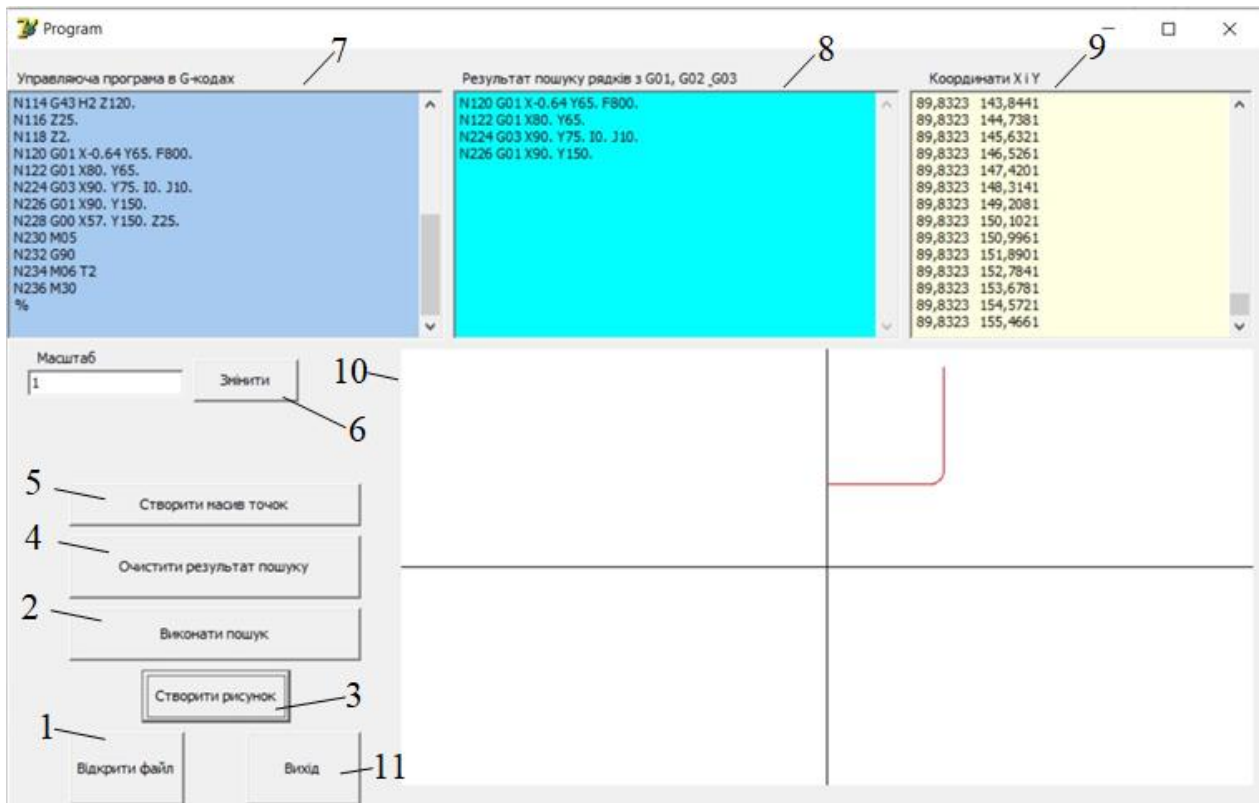 Program
7
8
9
Управляюча програма в G-кодах
Результат пошуку рядків з G01, G02_G03
Координати X і Y
N114 G43 H2 Z120.
N116 Z25.
N118 Z2.
N120 G01 X-0.64 Y65. F800.
N122 G01 X80. Y65.
N224 G03 X90. Y75. I0. J10.
N226 G01 X90. Y150.
N228 G00 X57. Y150. Z25.
N230 M05
N232 G90
N234 M06 T2
N236 M30
%
N120 G01 X-0.64 Y65. F800.
N122 G01 X80. Y65.
N224 G03 X90. Y75. I0. J10.
N226 G01 X90. Y150.
89,8323 143,8441
89,8323 144,7381
89,8323 145,6321
89,8323 146,5261
89,8323 147,4201
89,8323 148,3141
89,8323 149,2081
89,8323 150,1021
89,8323 150,9961
89,8323 151,8901
89,8323 152,7841
89,8323 153,6781
89,8323 154,5721
89,8323 155,4661
Масштаб
1
Змінити
10
6
5
Створити масив точок
4
Очистити результат пошуку
2
Виконати пошук
Створити рисунок
3
1
Відкрити файл
Вихід
11